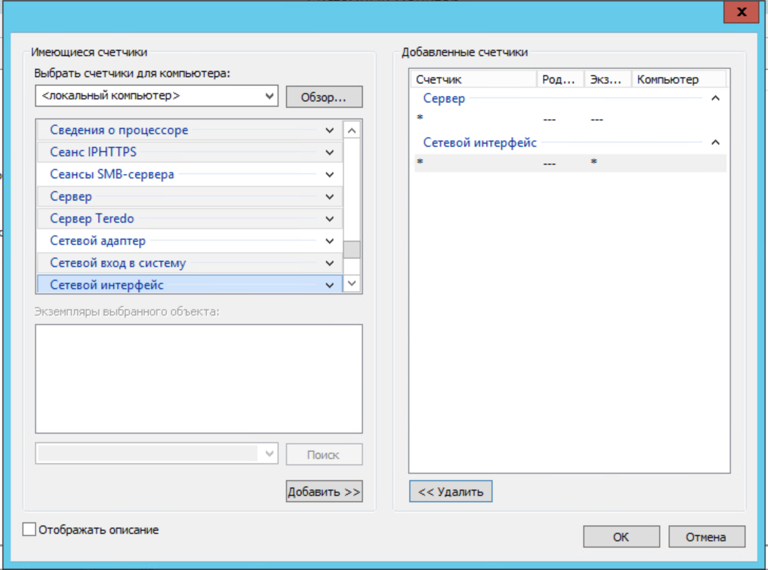 x
Имеющиеся счетчики
Выбрать счетчики для компьютера:
<локальный компьютер>
Обзор...
Сведения о процессоре
Сеанс IPHTTPS
Сеансы SMB-сервера
Сервер
Сервер Teredo
Сетевой адаптер
Сетевой вход в систему
Сетевой интерфейс
Экземпляры выбранного объекта:
Поиск
Добавить >>
Добавленные счетчики
Счетчик Род... Экз... Компьютер
Сервер
* --- ---
Сетевой интерфейс
* --- *
<< Удалить
Отображать описание
OK Отмена